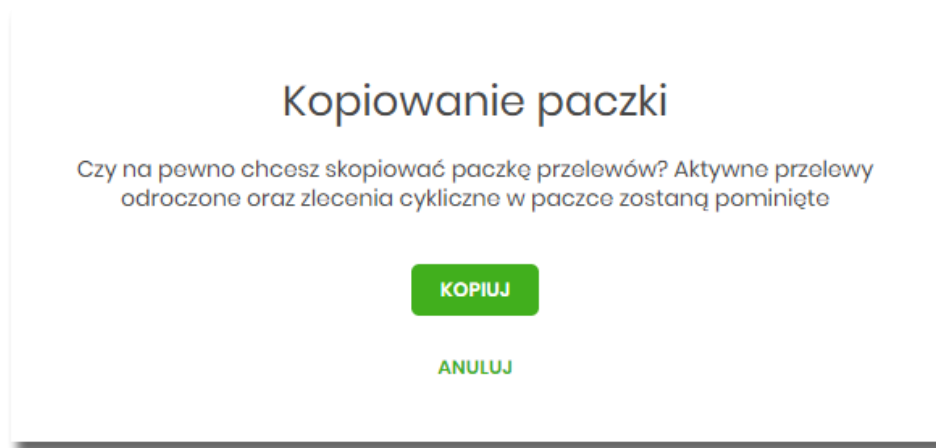 Kopiowanie paczki
Czy na pewno chcesz skopiować paczkę przelewów? Aktywne przelewy
odroczone oraz zlecenia cykliczne w paczce zostaną pominięte
KOPIUJ
ANULUJ